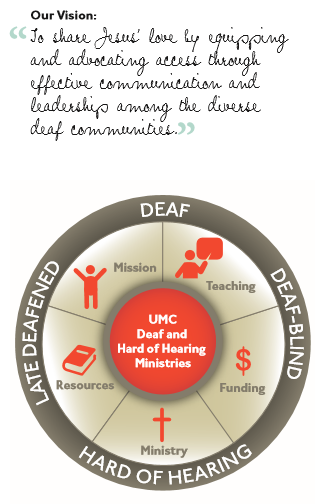 Our Vision:
“To share Jesus' love by equipping
and advocating access through
effective communication and
leadership among the diverse
deaf communities.”
DEAF
Mission
Teaching
LATE DEAFENED
DEAF-BLIND
UMC
Deaf and
Hard of Hearing
Ministries
Resources
$
Funding
Ministry
HARD OF HEARING